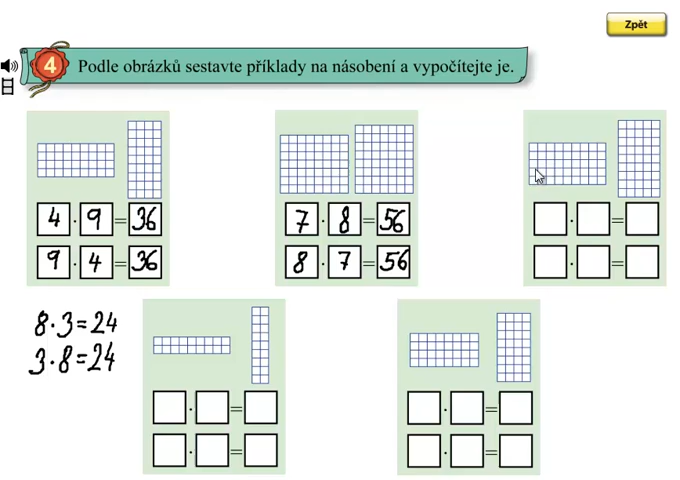 Zpět
4 Podle obrázků sestavte příklady na násobení a vypočítejte je.
4 · 9 = 36
9 · 4 = 36
7 · 8 = 56
8 · 7 = 56
· =
· =
8·3=24
3·8=24
· =
· =
· =
· =